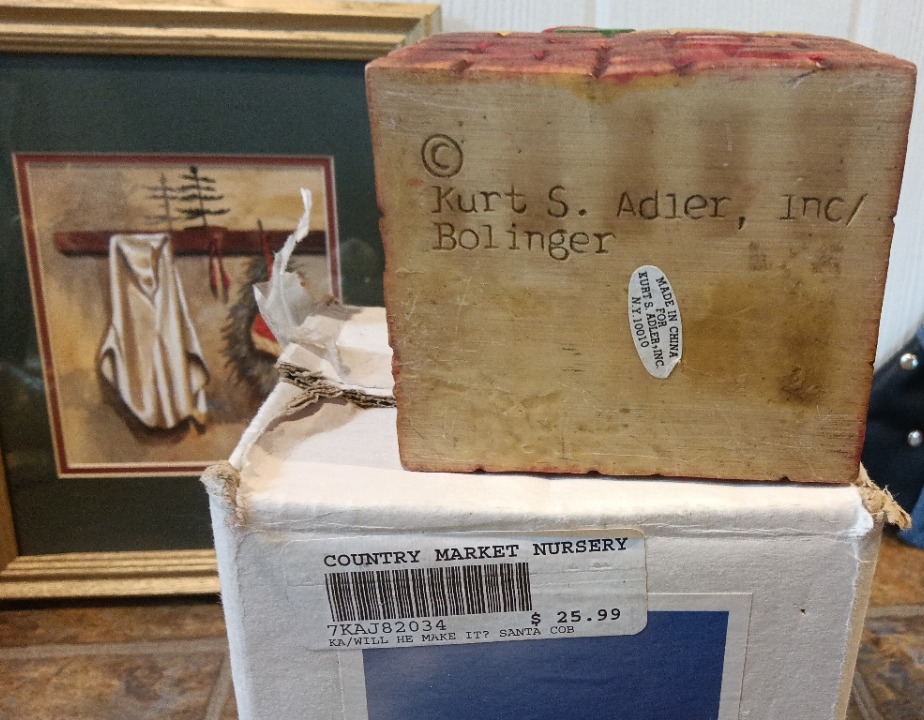 ©
Kurt S. Adler, Inc/
Bolinger
MADE IN CHINA
FOR
KURT S. ADLER, INC.
N.Y. 10010
COUNTRY MARKET NURSERY
7KAJ82034 $ 25.99
KA/WILL HE MAKE IT? SANTA COB